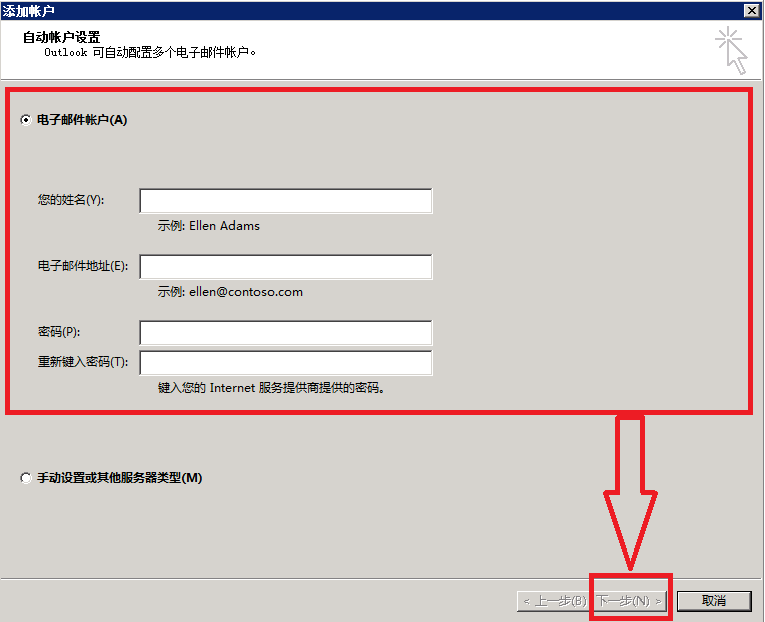 添加帐户
自动帐户设置
Outlook 可自动配置多个电子邮件帐户。
电子邮件帐户(A)
您的姓名(Y):
示例: Ellen Adams
电子邮件地址(E):
示例: ellen@contoso.com
密码(P):
重新键入密码(T):
键入您的 Internet 服务提供商提供的密码。
手动设置或其他服务器类型(M)
< 上一步(B) 下一步(N) > 取消